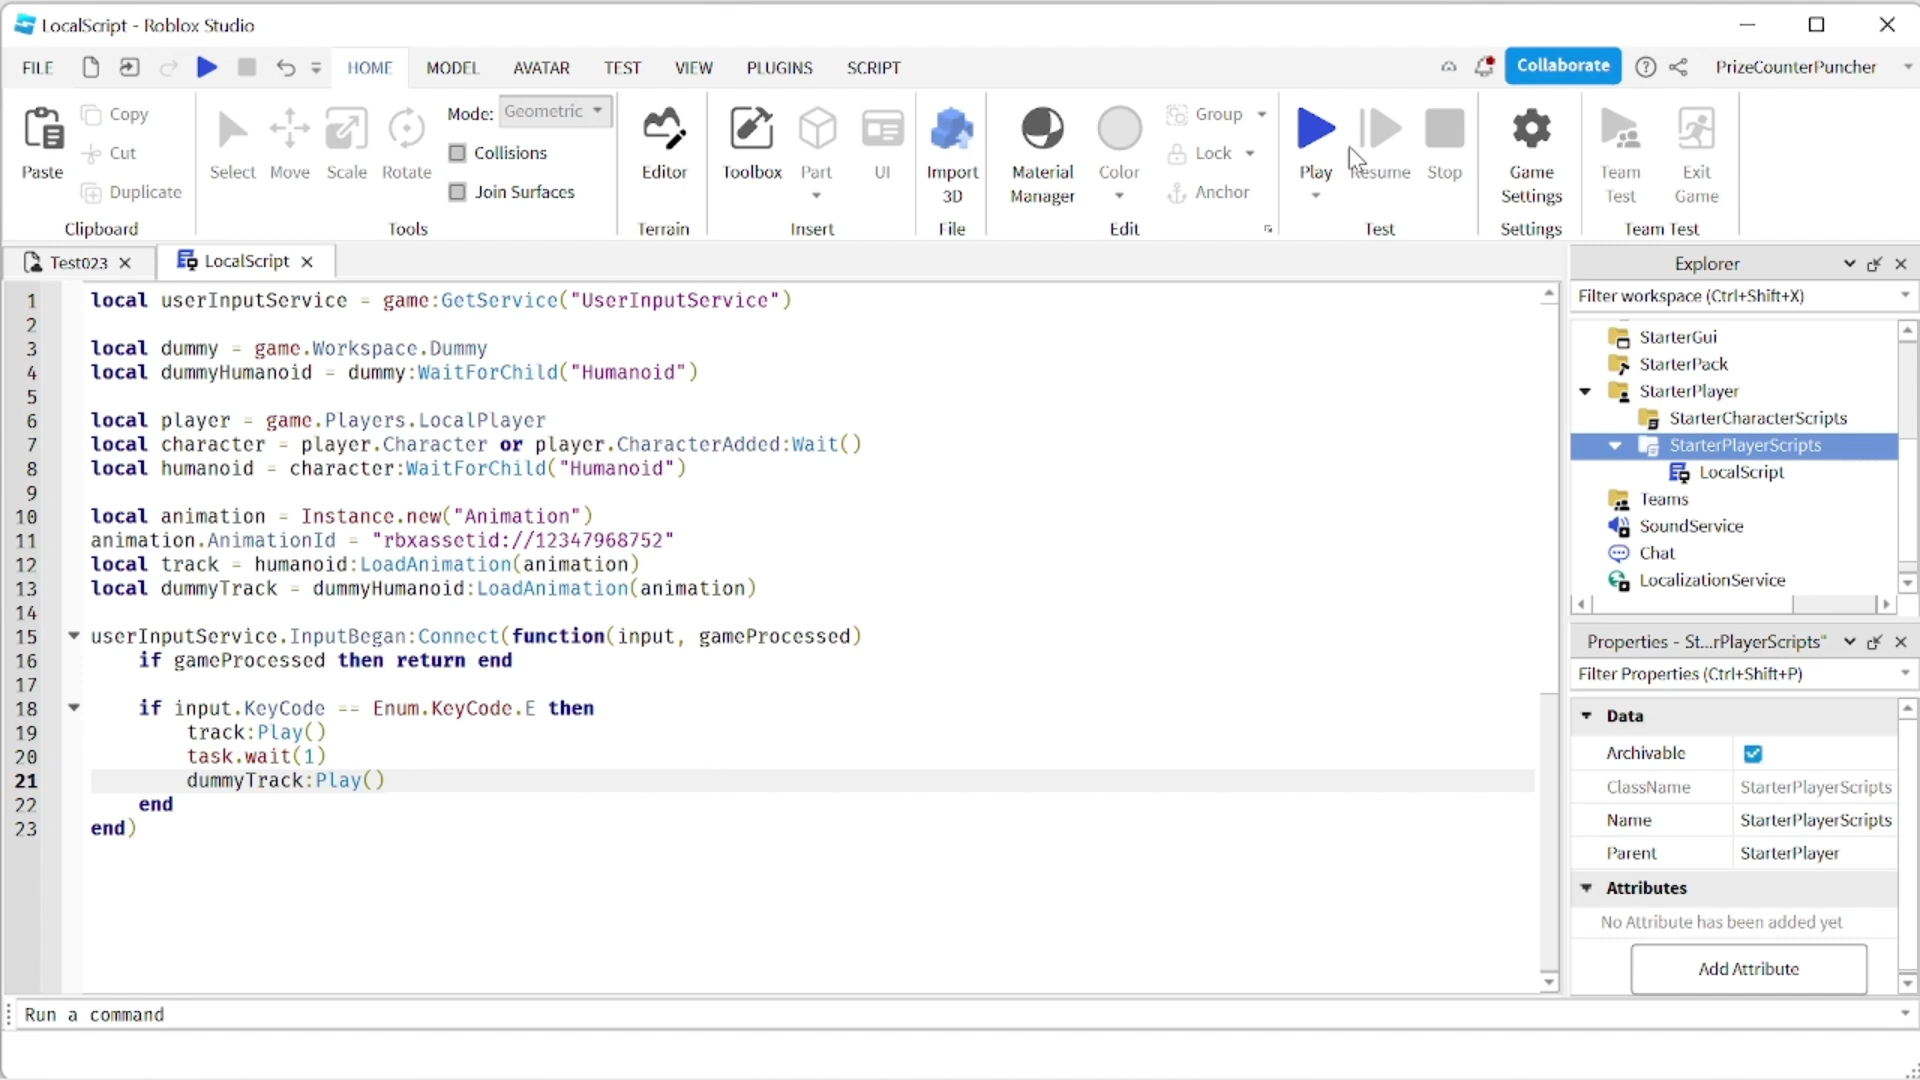 LocalScript - Roblox Studio
FILE HOME MODEL AVATAR TEST VIEW PLUGINS SCRIPT Collaborate PrizeCounterPuncher
Paste
Copy
Cut
Duplicate
Clipboard
Select Move Scale Rotate
Mode: Geometric
Collisions
Join Surfaces
Tools
Editor
Terrain
Toolbox Part UI
Insert
Import
3D
File
Material
Manager
Color
Group
Lock
Anchor
Edit
Play Resume Stop
Test
Game
Settings
Settings
Team
Test
Exit
Game
Team Test
Test023 LocalScript
1 local userInputService = game:GetService("UserInputService")
2
3 local dummy = game.Workspace.Dummy
4 local dummyHumanoid = dummy:WaitForChild("Humanoid")
5
6 local player = game.Players.LocalPlayer
7 local character = player.Character or player.CharacterAdded:Wait()
8 local humanoid = character:WaitForChild("Humanoid")
9
10 local animation = Instance.new("Animation")
11 animation.AnimationId = "rbxassetid://12347968752"
12 local track = humanoid:LoadAnimation(animation)
13 local dummyTrack = dummyHumanoid:LoadAnimation(animation)
14
15 userInputService.InputBegan:Connect(function(input, gameProcessed)
16 if gameProcessed then return end
17
18 if input.KeyCode == Enum.KeyCode.E then
19 track:Play()
20 task.wait(1)
21 dummyTrack:Play()
22 end
23 end)
Explorer
Filter workspace (Ctrl+Shift+X)
StarterGui
StarterPack
StarterPlayer
StarterCharacterScripts
StarterPlayerScripts
LocalScript
Teams
SoundService
Chat
LocalizationService
Properties - St...rPlayerScripts"
Filter Properties (Ctrl+Shift+P)
Data
Archivable
ClassName StarterPlayerScripts
Name StarterPlayerScripts
Parent StarterPlayer
Attributes
No Attribute has been added yet
Add Attribute
Run a command